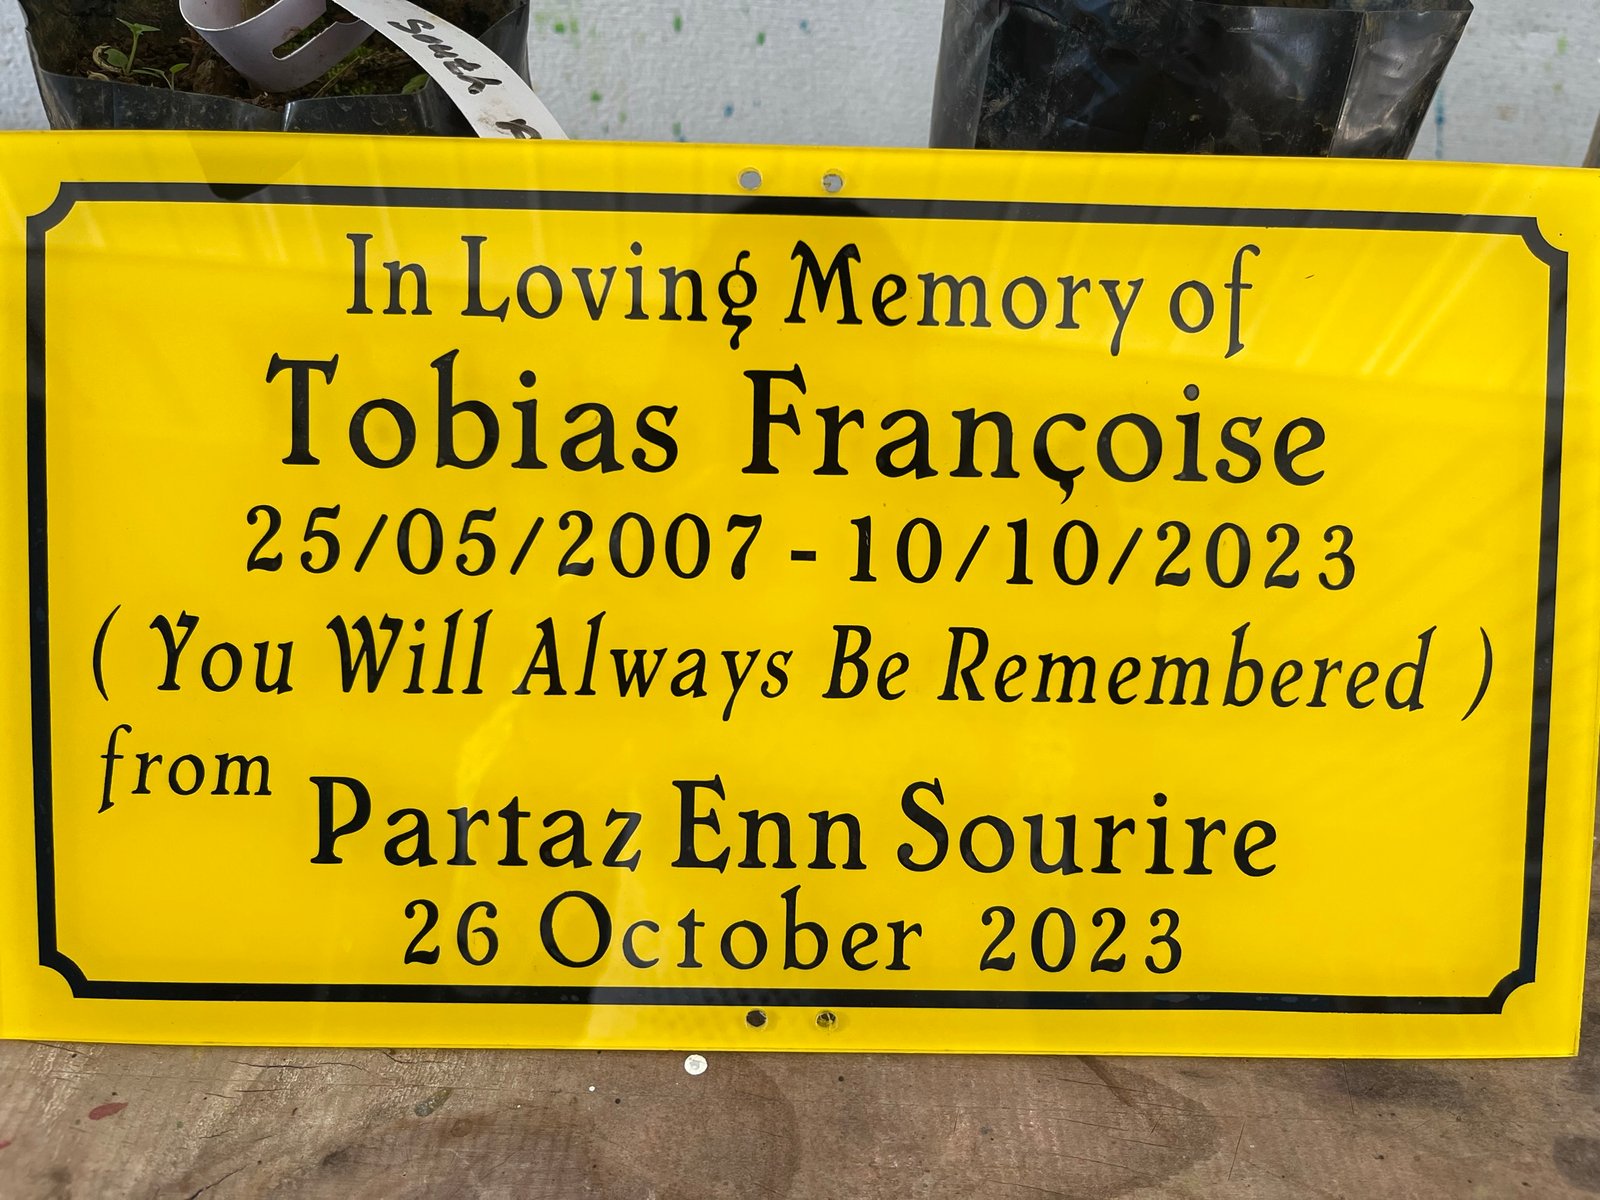 South
In Loving Memory of
Tobias Françoise
25/05/2007 - 10/10/2023
( You Will Always Be Remembered )
from Partaz Enn Sourire
26 October 2023